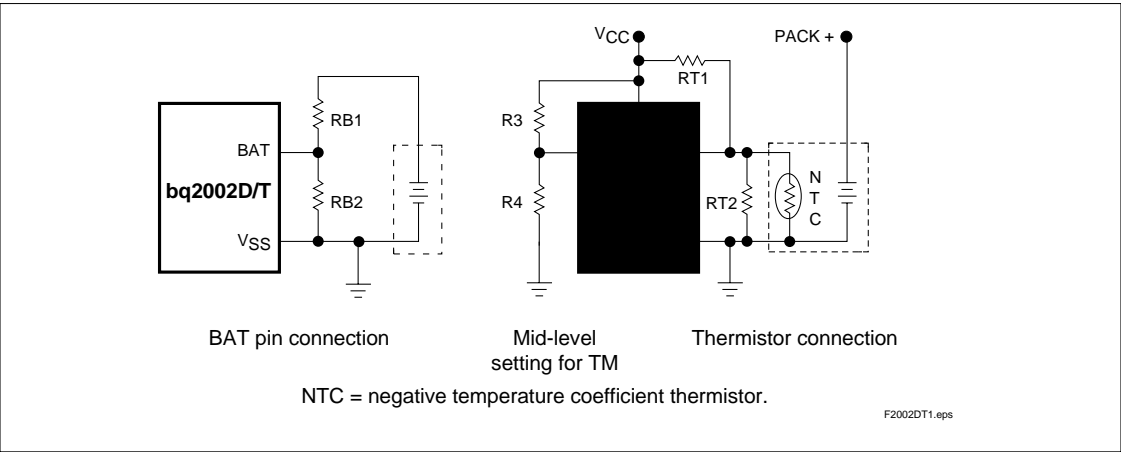 VCC
PACK +
RT1
RB1
R3
BAT
bq2002D/T
RB2
R4
RT2
N
T
C
VSS
BAT pin connection
Mid-level
setting for TM
Thermistor connection
NTC = negative temperature coefficient thermistor.
F2002DT1.eps